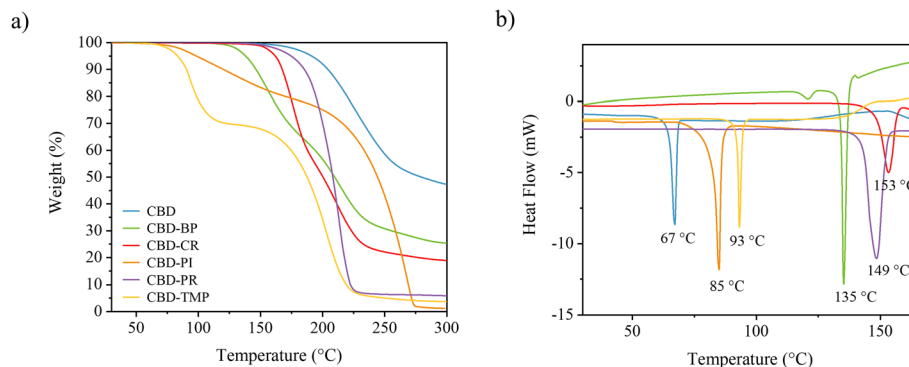 a)
100
90
80
70
60
50
40
30
20
10
0
Weight (%)
CBD
CBD-BP
CBD-CR
CBD-PI
CBD-PR
CBD-TMP
50
100
150
200
250
300
Temperature (°C)
b)
0
-5
-10
-15
Heat Flow (mW)
67 °C
85 °C
93 °C
135 °C
149 °C
153 °C
50
100
150
Temperature (°C)